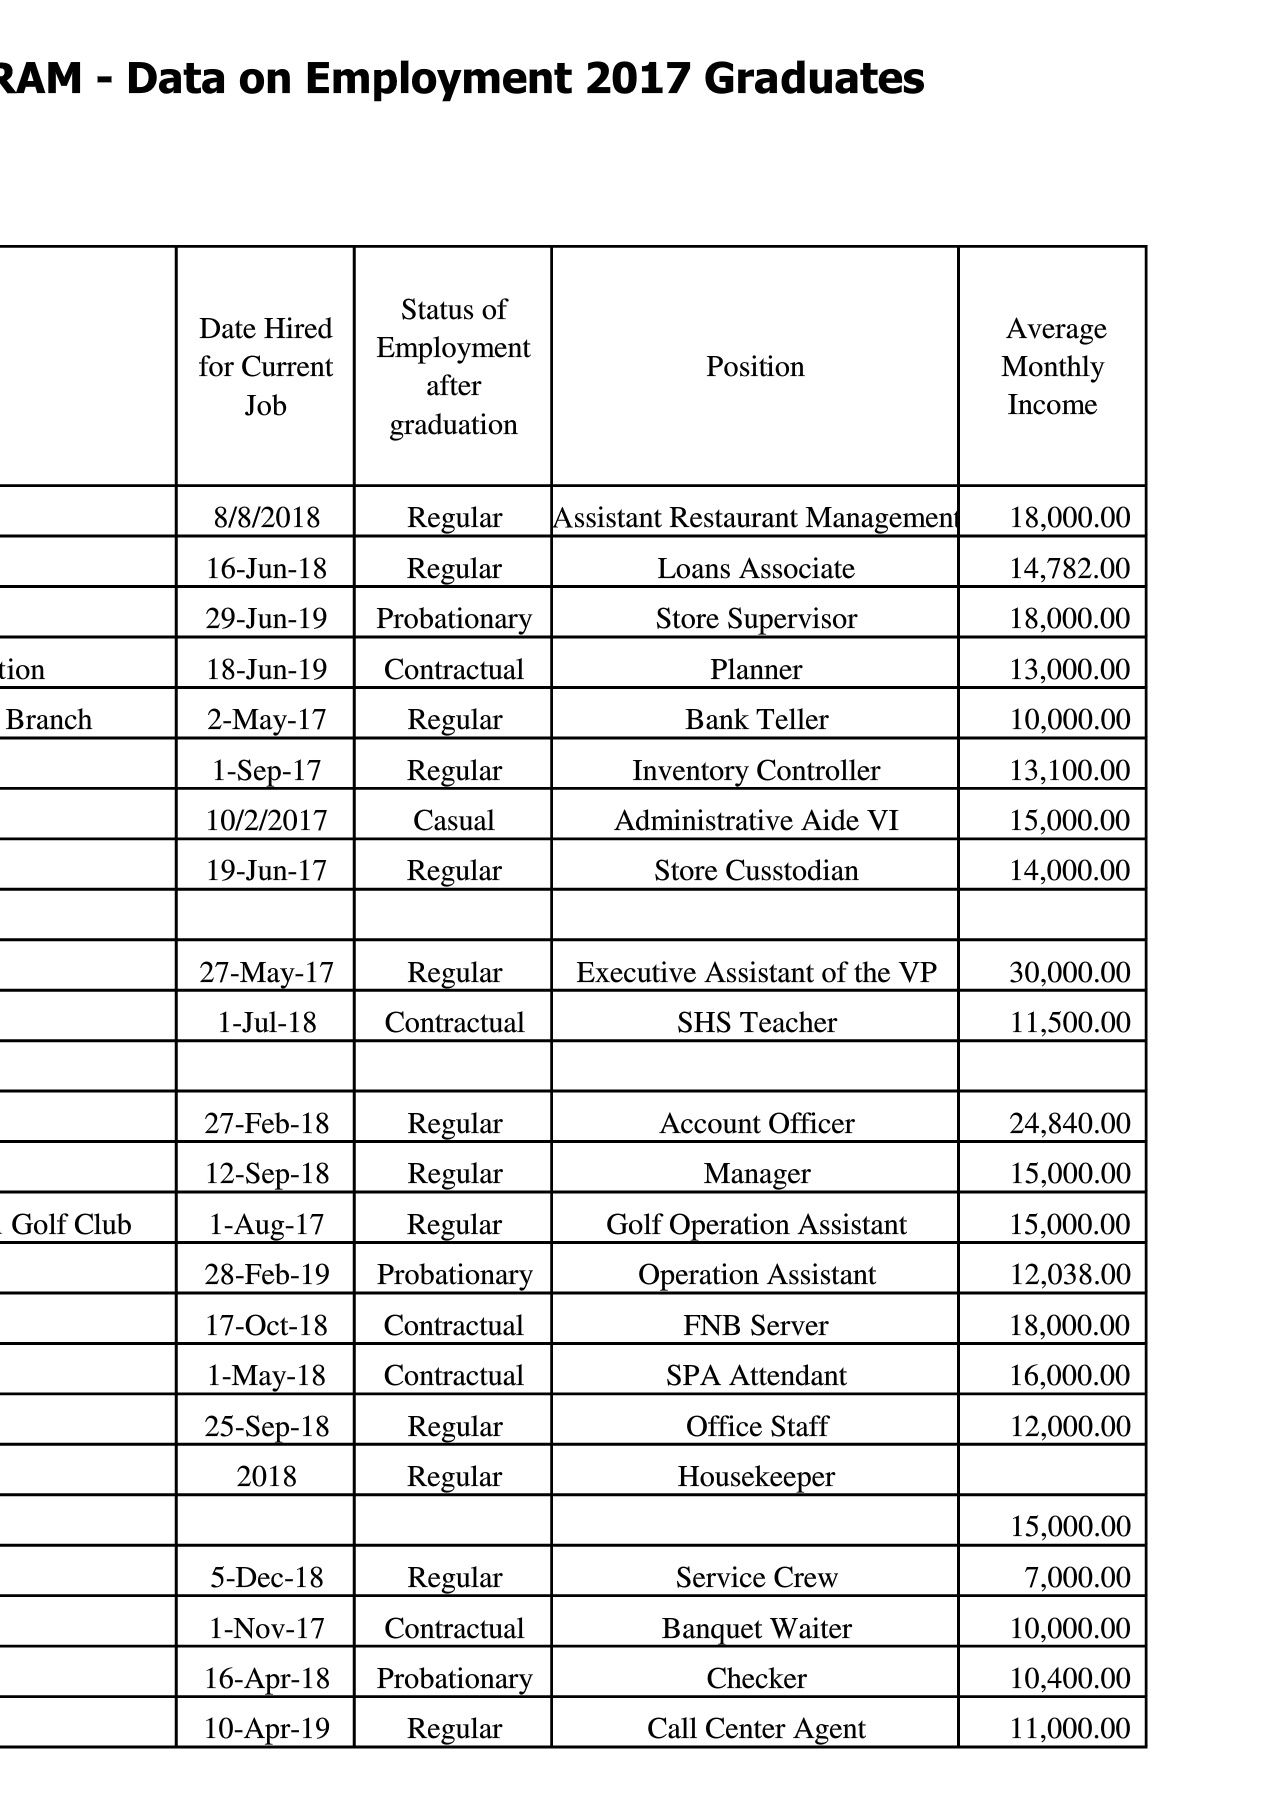 RAM - Data on Employment 2017 Graduates
Date Hired for Current Job Status of Employment after graduation Position Average Monthly Income
8/8/2018 Regular Assistant Restaurant Management 18,000.00
16-Jun-18 Regular Loans Associate 14,782.00
29-Jun-19 Probationary Store Supervisor 18,000.00
tion 18-Jun-19 Contractual Planner 13,000.00
Branch 2-May-17 Regular Bank Teller 10,000.00
1-Sep-17 Regular Inventory Controller 13,100.00
10/2/2017 Casual Administrative Aide VI 15,000.00
19-Jun-17 Regular Store Cusstodian 14,000.00
27-May-17 Regular Executive Assistant of the VP 30,000.00
1-Jul-18 Contractual SHS Teacher 11,500.00
27-Feb-18 Regular Account Officer 24,840.00
12-Sep-18 Regular Manager 15,000.00
Golf Club 1-Aug-17 Regular Golf Operation Assistant 15,000.00
28-Feb-19 Probationary Operation Assistant 12,038.00
17-Oct-18 Contractual FNB Server 18,000.00
1-May-18 Contractual SPA Attendant 16,000.00
25-Sep-18 Regular Office Staff 12,000.00
2018 Regular Housekeeper
15,000.00
5-Dec-18 Regular Service Crew 7,000.00
1-Nov-17 Contractual Banquet Waiter 10,000.00
16-Apr-18 Probationary Checker 10,400.00
10-Apr-19 Regular Call Center Agent 11,000.00